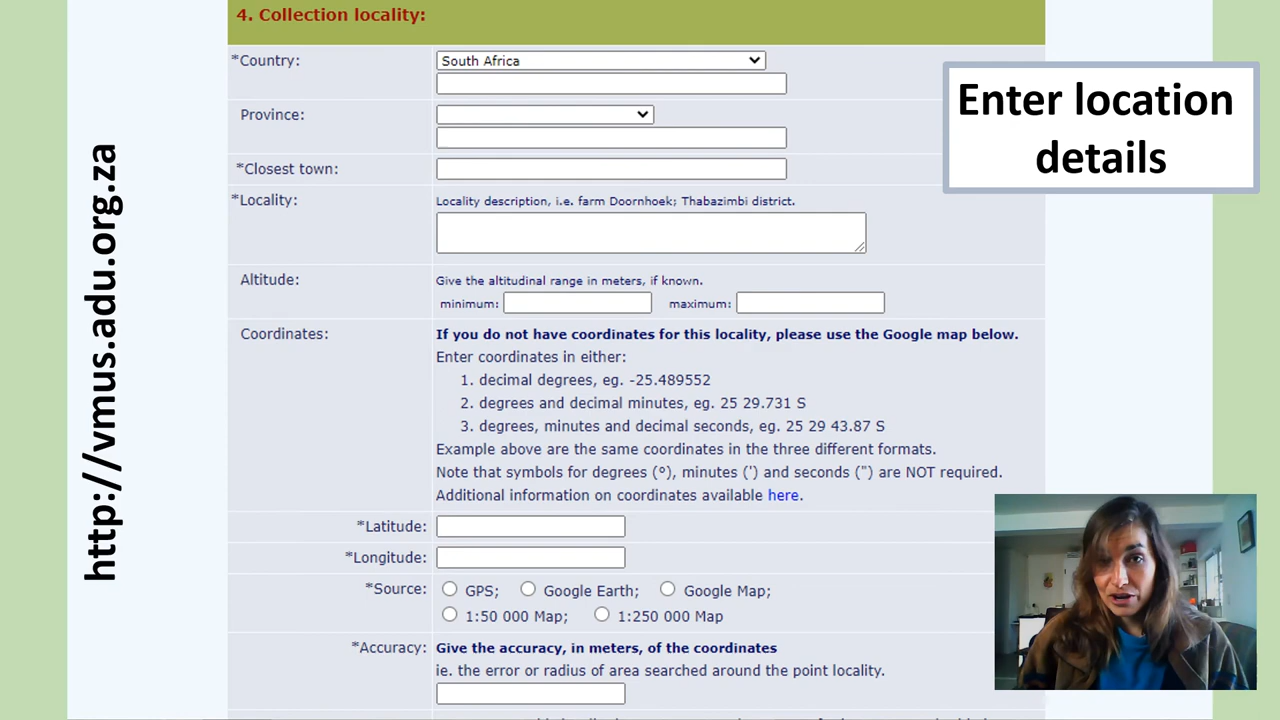 4. Collection locality:
*Country:
South Africa
Province:
*Closest town:
*Locality:
Locality description, i.e. farm Doornhoek; Thabazimbi district.
Altitude:
Give the altitudinal range in meters, if known.
minimum: maximum:
Coordinates:
If you do not have coordinates for this locality, please use the Google map below.
Enter coordinates in either:
1. decimal degrees, eg. -25.489552
2. degrees and decimal minutes, eg. 25 29.731 S
3. degrees, minutes and decimal seconds, eg. 25 29 43.87 S
Example above are the same coordinates in the three different formats.
Note that symbols for degrees (º), minutes (') and seconds (") are NOT required.
Additional information on coordinates available here.
*Latitude:
*Longitude:
*Source:
GPS; Google Earth; Google Map;
1:50 000 Map; 1:250 000 Map
*Accuracy:
Give the accuracy, in meters, of the coordinates
ie. the error or radius of area searched around the point locality.
Enter location
details
http://vmus.adu.org.za